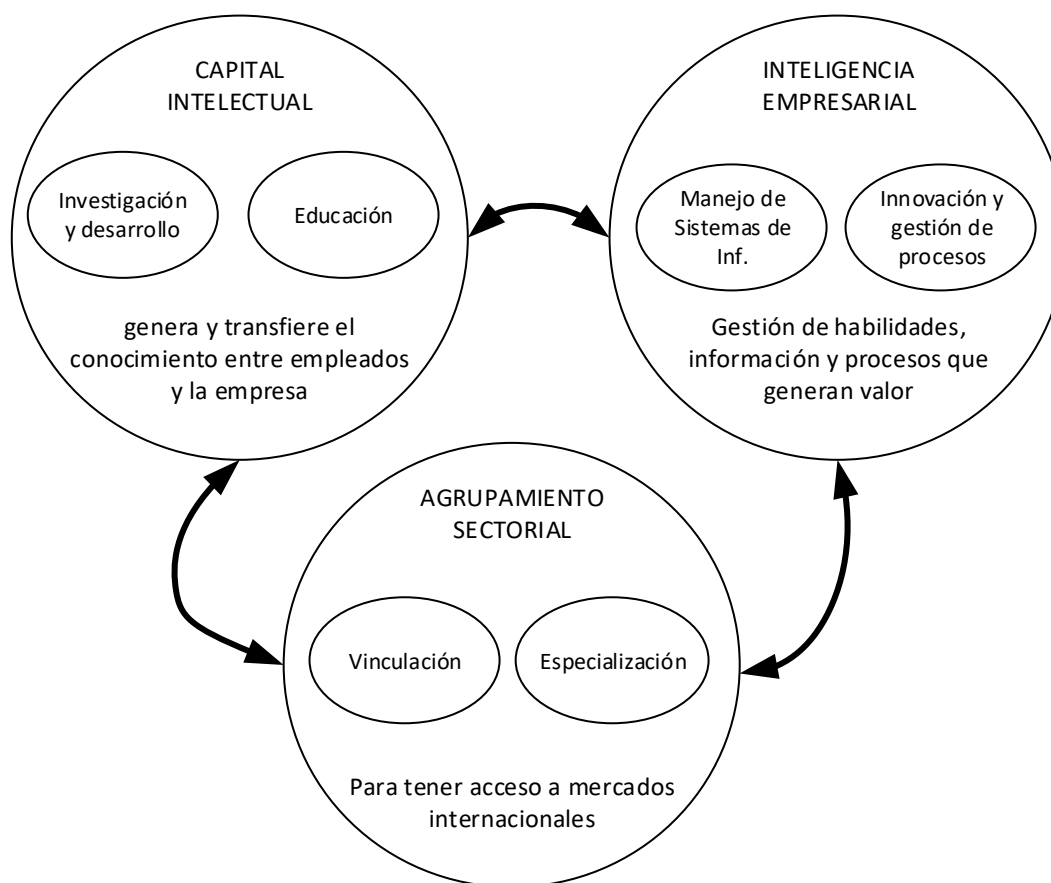 CAPITAL
INTELECTUAL
Investigación
y desarrollo
Educación
genera y transfiere el
conocimiento entre empleados
y la empresa
INTELIGENCIA
EMPRESARIAL
Manejo de
Sistemas de
Inf.
Innovación y
gestión de
procesos
Gestión de habilidades,
información y procesos que
generan valor
AGRUPAMIENTO
SECTORIAL
Vinculación
Especialización
Para tener acceso a mercados
internacionales